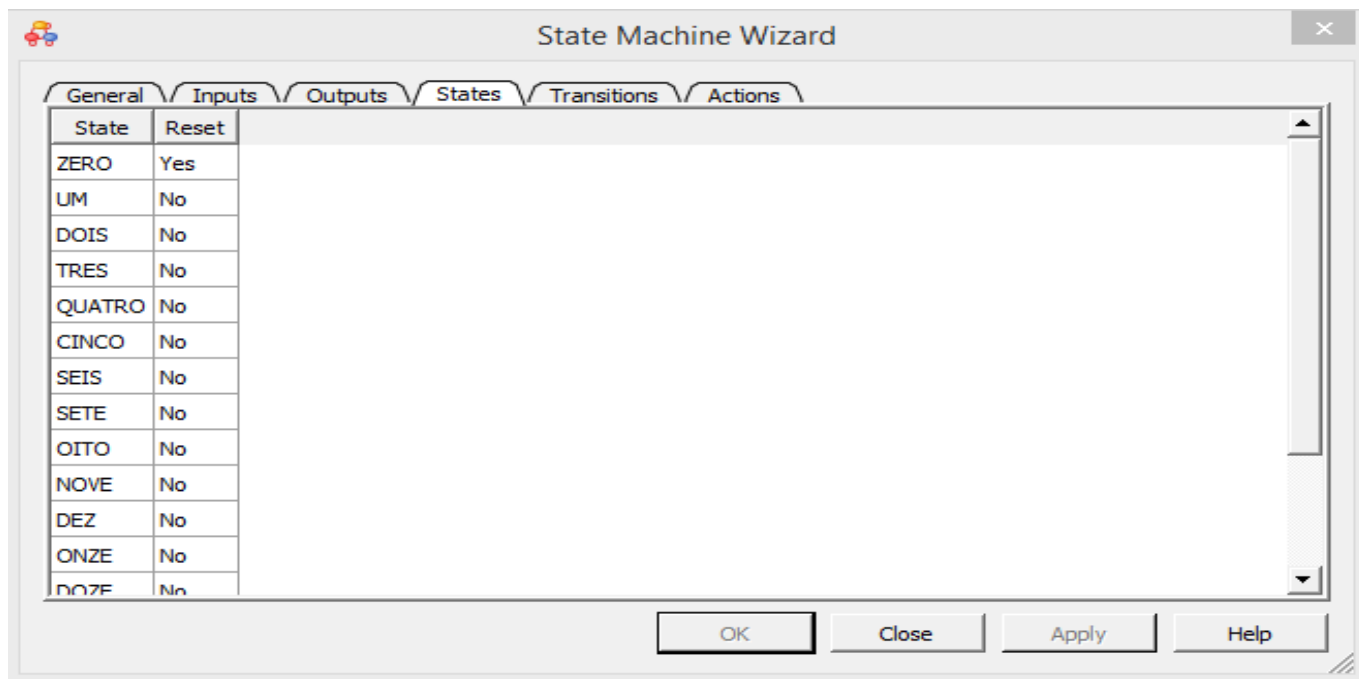 State Machine Wizard
General Inputs Outputs States Transitions Actions
State Reset
ZERO Yes
UM No
DOIS No
TRES No
QUATRO No
CINCO No
SEIS No
SETE No
OITO No
NOVE No
DEZ No
ONZE No
DOZE No
OK Close Apply Help